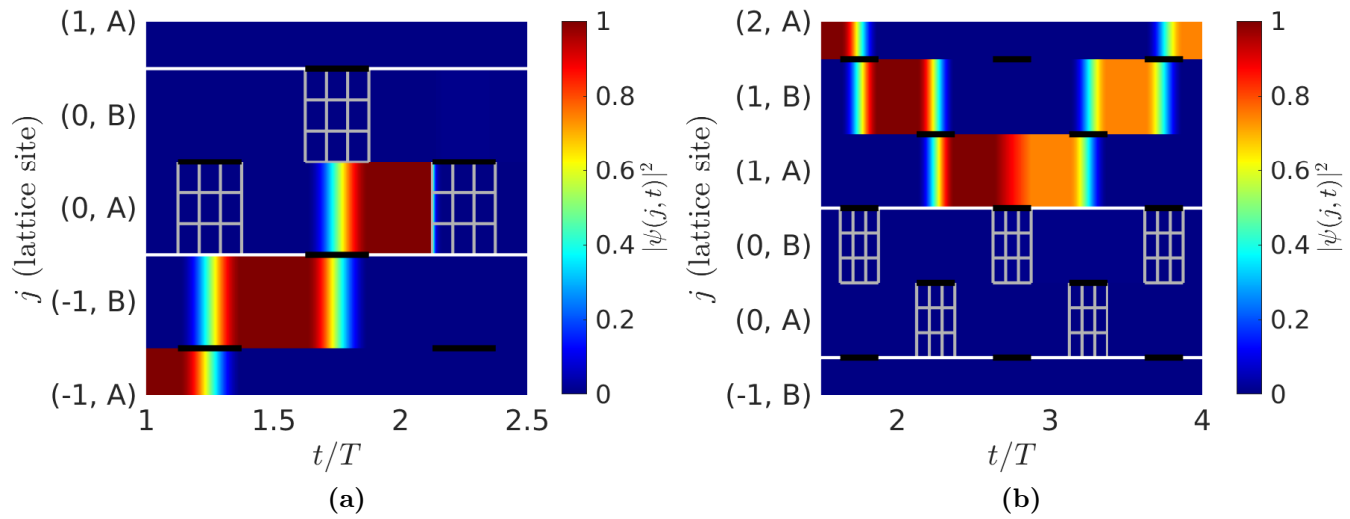 (1, A)
(0, B)
(0, A)
(-1, B)
(-1, A)
j (lattice site)
1
1.5
2
2.5
t/T
1
0.8
0.6
0.4
0.2
0
|ψ(j, t)|²
(a)
(2, A)
(1, B)
(1, A)
(0, B)
(0, A)
(-1, B)
j (lattice site)
2
3
4
t/T
1
0.8
0.6
0.4
0.2
0
|ψ(j, t)|²
(b)